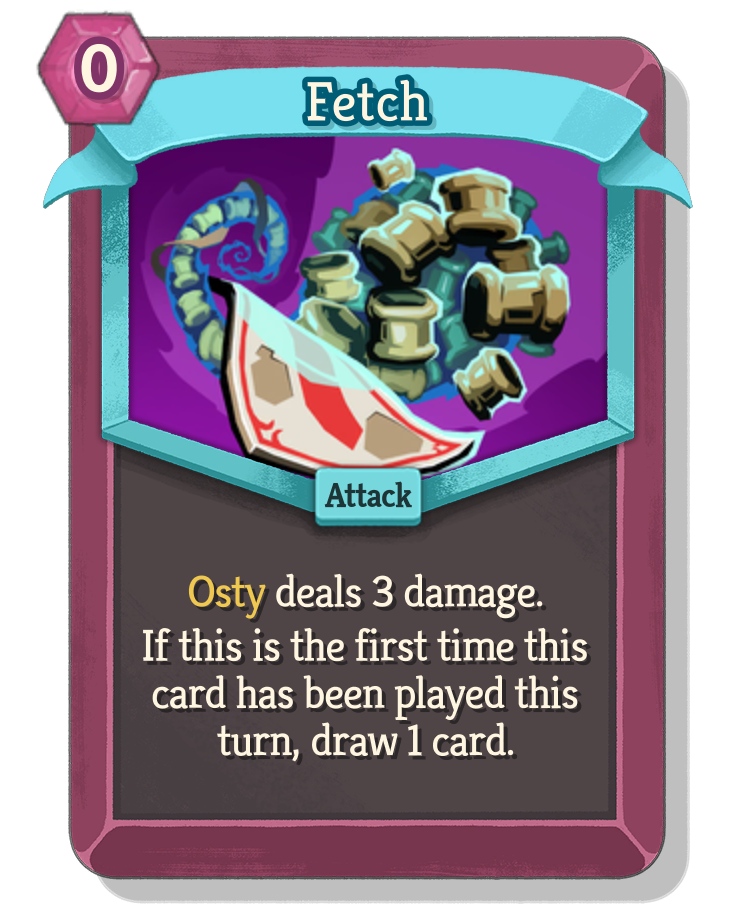 0
Fetch
Attack
Osty deals 3 damage.
If this is the first time this
card has been played this
turn, draw 1 card.